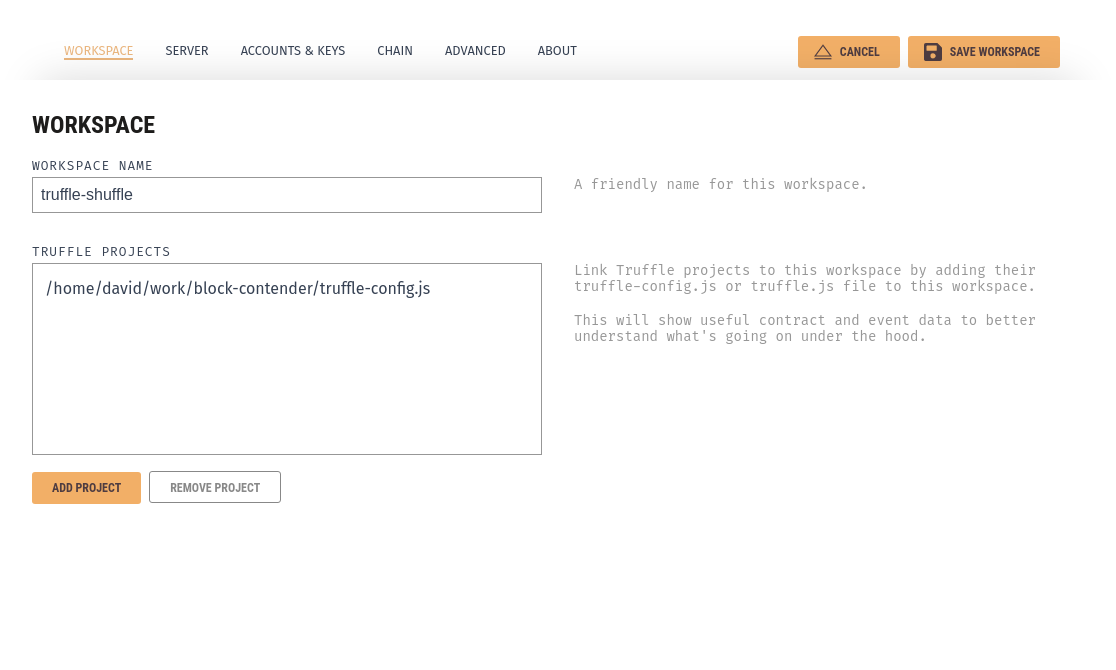 WORKSPACE SERVER ACCOUNTS & KEYS CHAIN ADVANCED ABOUT CANCEL SAVE WORKSPACE
WORKSPACE
WORKSPACE NAME
truffle-shuffle
A friendly name for this workspace.
TRUFFLE PROJECTS
/home/david/work/block-contender/truffle-config.js
Link Truffle projects to this workspace by adding their
truffle-config.js or truffle.js file to this workspace.
This will show useful contract and event data to better
understand what's going on under the hood.
ADD PROJECT REMOVE PROJECT